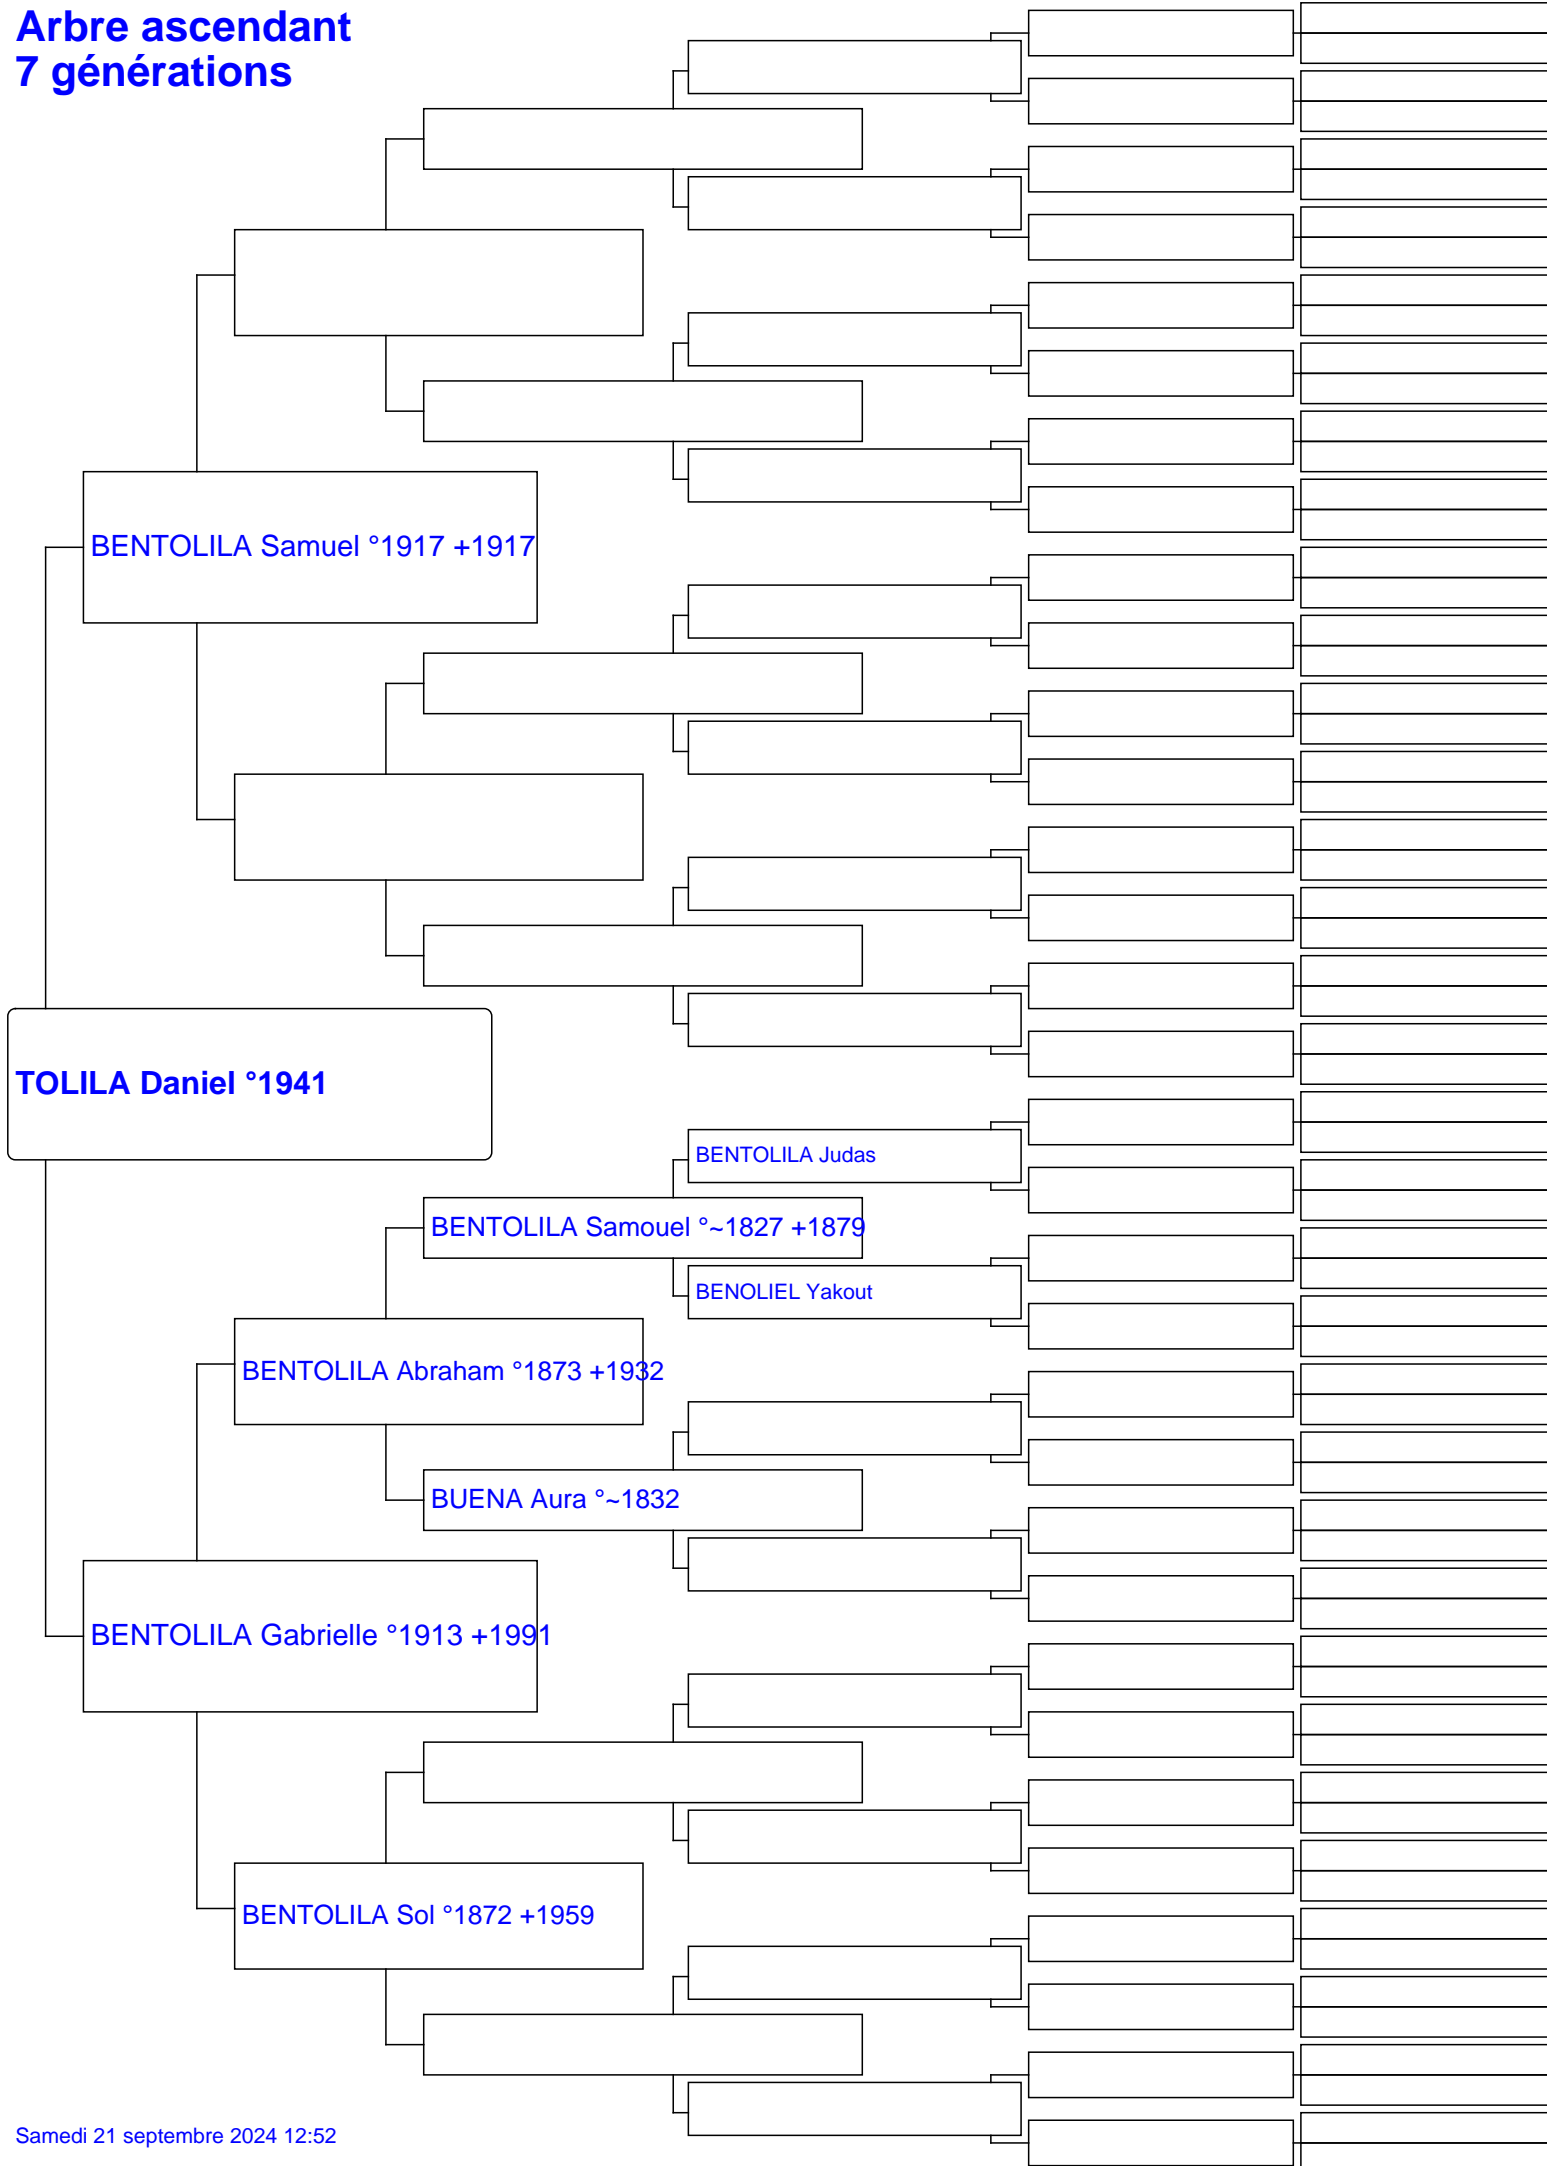 Arbre ascendant
7 générations
BENTOLILA Samuel °1917 +1917
TOLILA Daniel °1941
BENTOLILA Judas
BENTOLILA Samouel °~1827 +1879
BENOLIEL Yakout
BENTOLILA Abraham °1873 +1932
BUENA Aura °~1832
BENTOLILA Gabrielle °1913 +1991
BENTOLILA Sol °1872 +1959
Samedi 21 septembre 2024 12:52